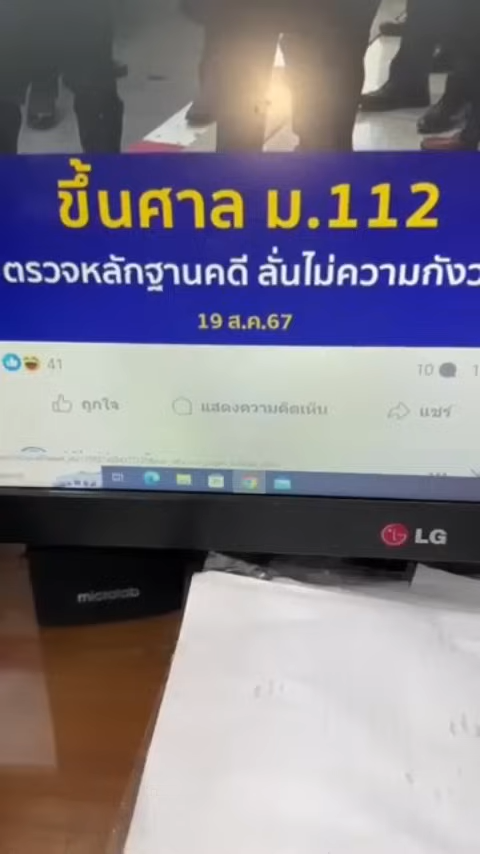 ขึ้นศาล ม.112
ตรวจหลักฐานคดี ลั่นไม่ความกังว
19 ส.ค.67
41
10
ถูกใจ
แสดงความคิดเห็น
แชร์
LG
microlab